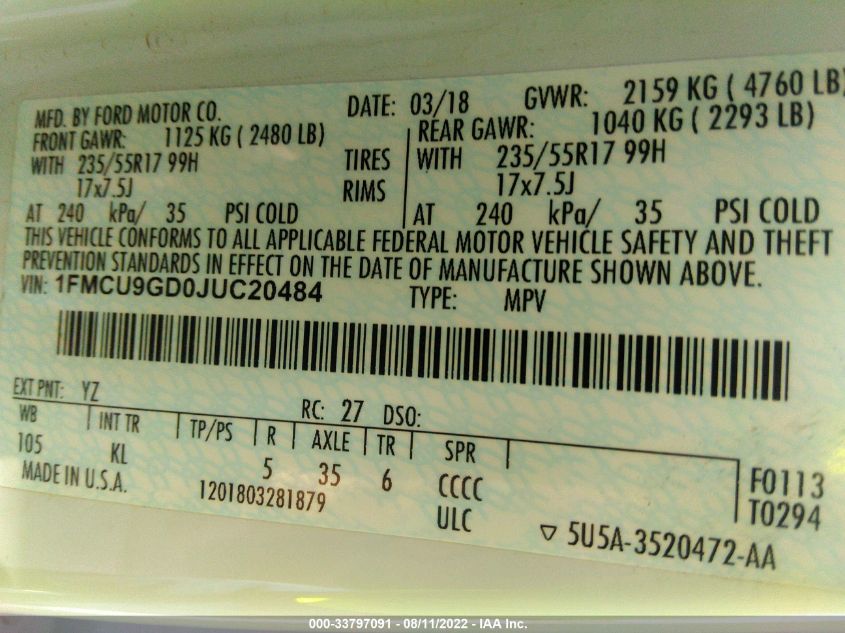 MFD. BY FORD MOTOR CO. DATE: 03/18 GVWR: 2159 KG ( 4760 LB)
FRONT GAWR: 1125 KG ( 2480 LB) REAR GAWR: 1040 KG ( 2293 LB)
WITH 235/55R17 99H TIRES WITH 235/55R17 99H
17x7.5J RIMS 17x7.5J
AT 240 kPa/ 35 PSI COLD AT 240 kPa/ 35 PSI COLD
THIS VEHICLE CONFORMS TO ALL APPLICABLE FEDERAL MOTOR VEHICLE SAFETY AND THEFT
PREVENTION STANDARDS IN EFFECT ON THE DATE OF MANUFACTURE SHOWN ABOVE.
VIN: 1FMCU9GD0JUC20484 TYPE: MPV
EXT PNT: YZ RC: 27 DSO:
WB INT TR TP/PS R AXLE TR SPR
105 KL 5 35 6 CCCC F0113
MADE IN U.S.A. 1201803281879 ULC T0294
5U5A-3520472-AA
000-33797091 - 08/11/2022 - IAA Inc.